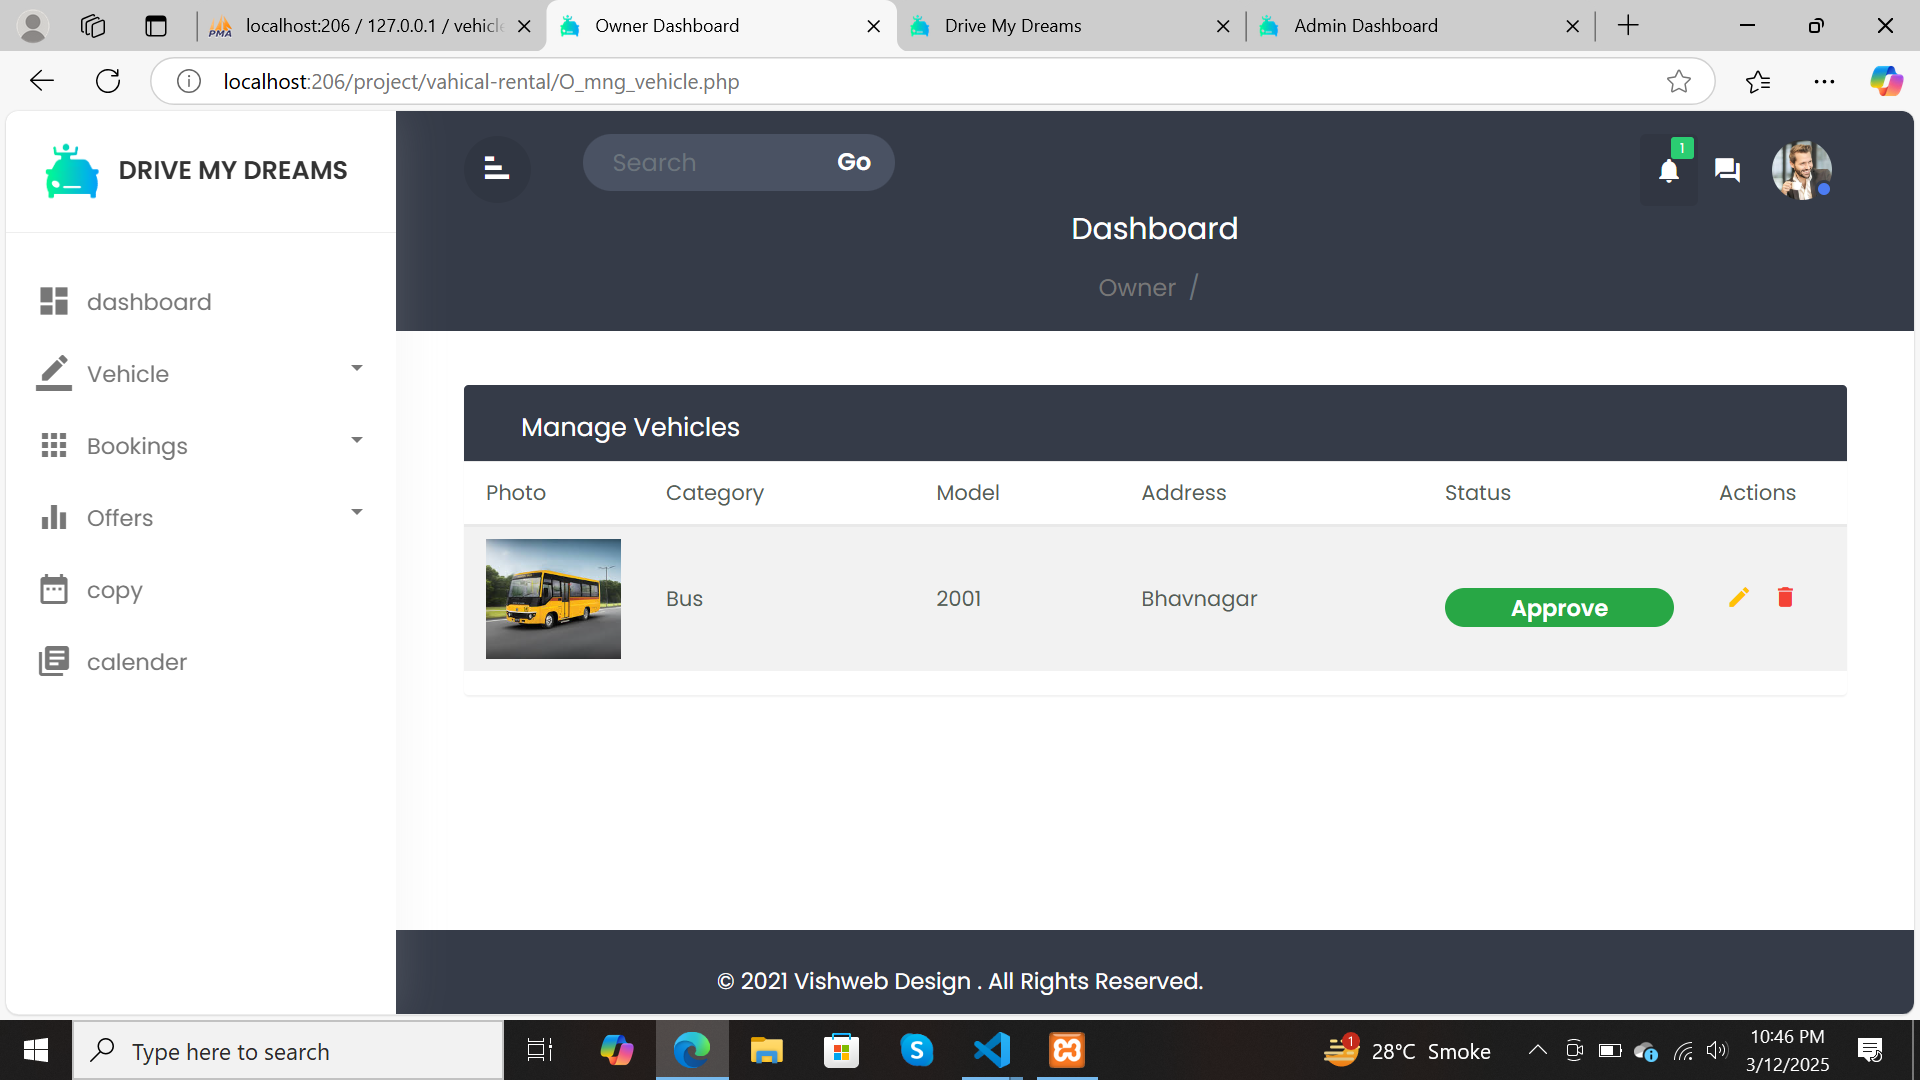 localhost:206 / 127.0.0.1 / vehicle
Owner Dashboard
Drive My Dreams
Admin Dashboard
localhost:206/project/vahical-rental/O_mng_vehicle.php
DRIVE MY DREAMS
Search
Go
1
Dashboard
Owner /
dashboard
Vehicle
Bookings
Offers
copy
calender
Manage Vehicles
Photo Category Model Address Status Actions
Bus 2001 Bhavnagar Approve
© 2021 Vishweb Design . All Rights Reserved.
Type here to search
1
28°C Smoke
10:46 PM
3/12/2025